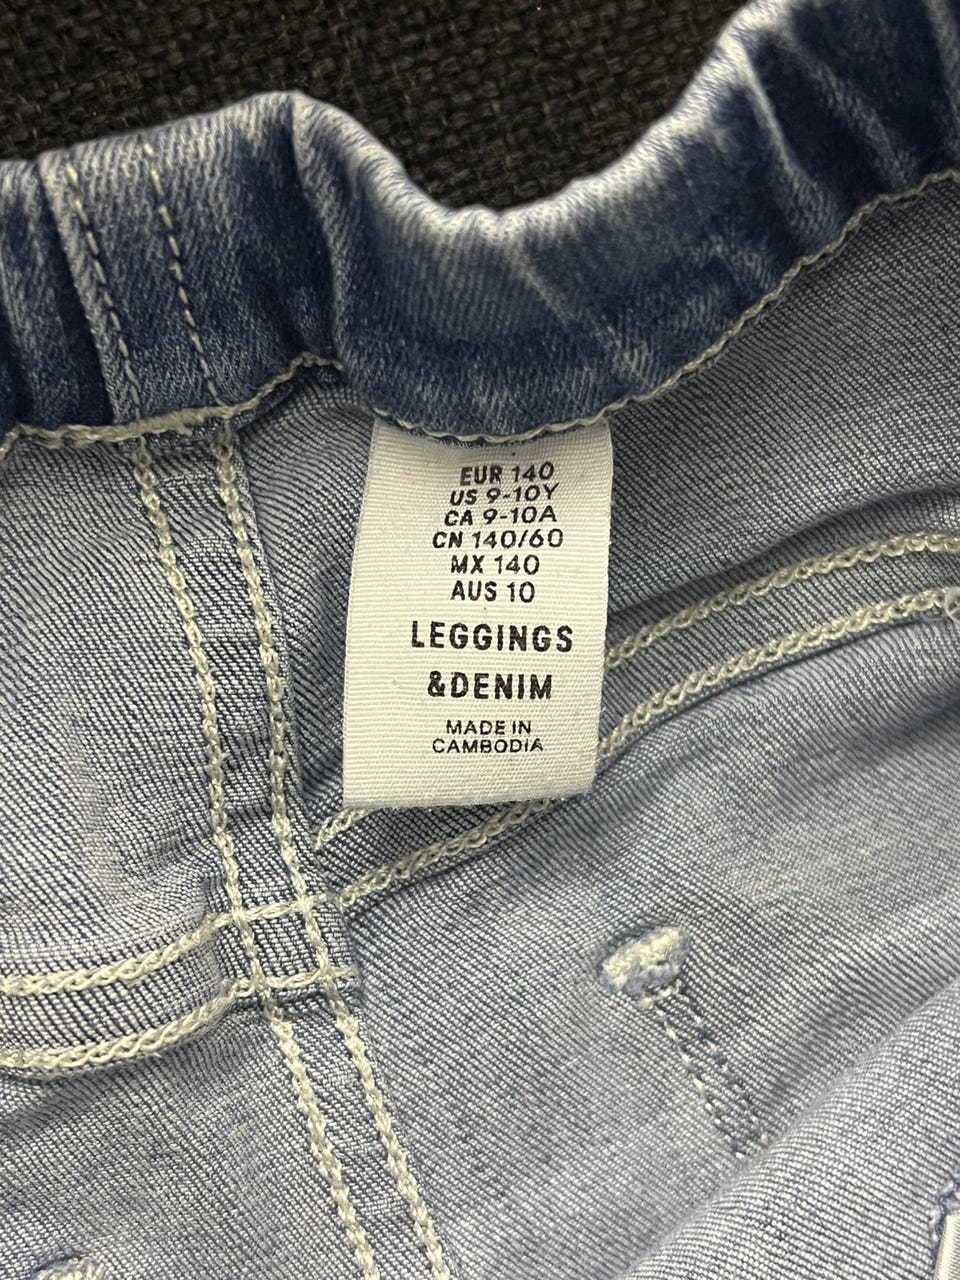 EUR 140
US 9-10Y
CA 9-10A
CN 140/60
MX 140
AUS 10
LEGGINGS
&DENIM
MADE IN
CAMBODIA